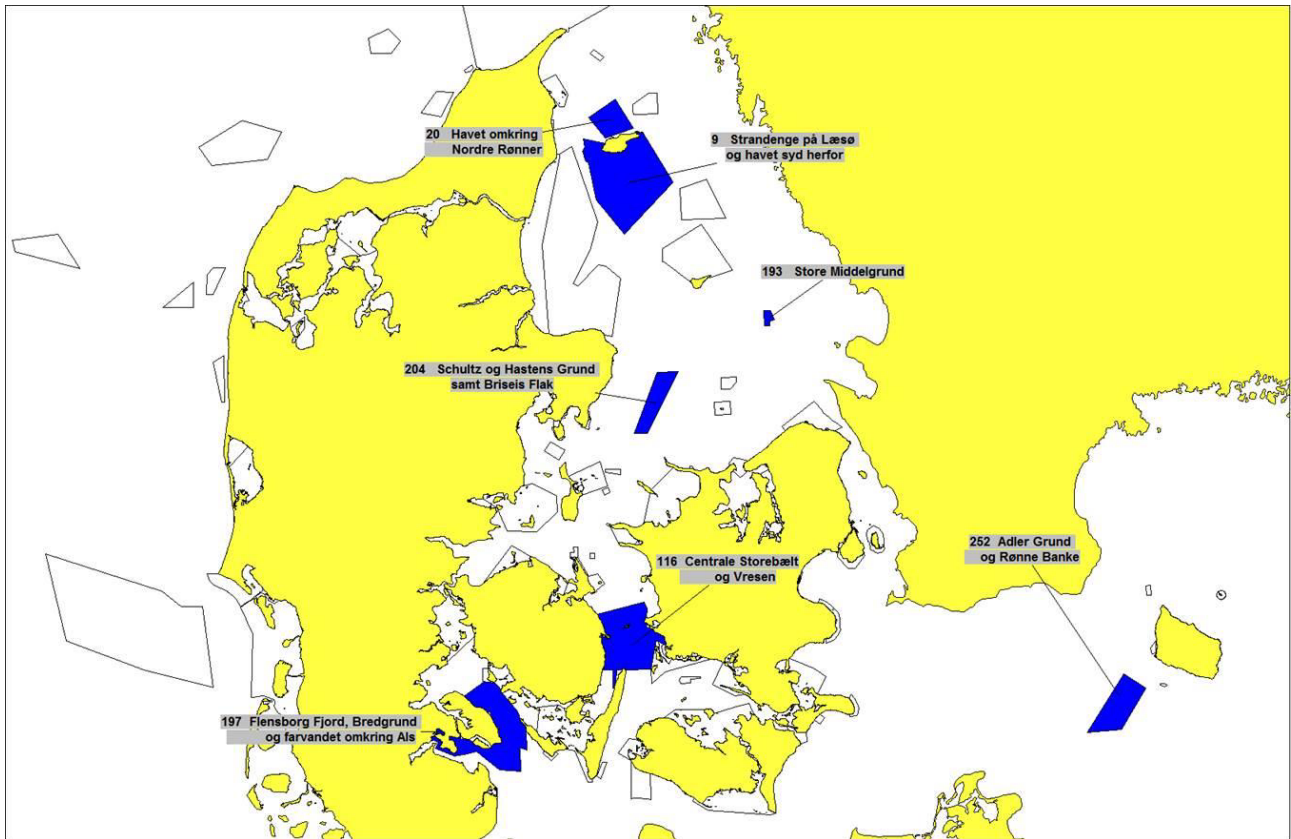 20 Havet omkring
Nordre Rønner
9 Strandenge på Læsø
og havet syd herfor
193 Store Middelgrund
204 Schultz og Hastens Grund
samt Briseis Flak
252 Adler Grund
og Rønne Banke
116 Centrale Storebælt
og Vresen
197 Flensborg Fjord, Bredgrund
og farvandet omkring Als